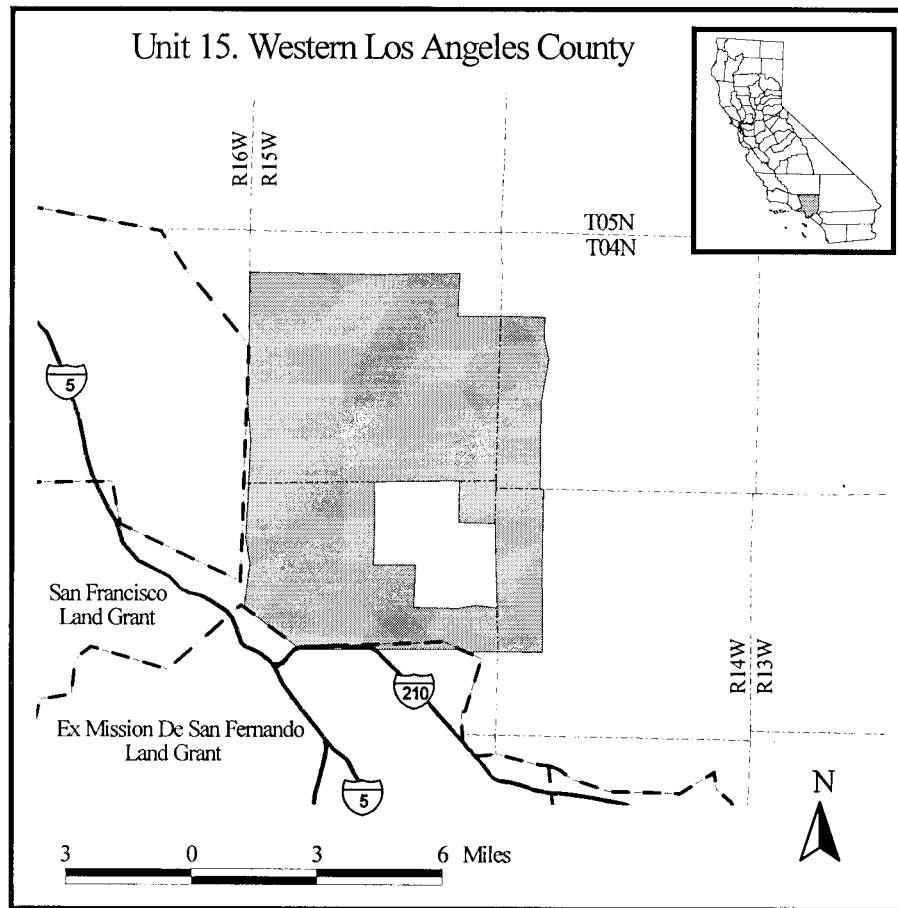 Unit 15. Western Los Angeles County
R16W
R15W
T05N
T04N
5
San Francisco
Land Grant
R14W
R13W
210
Ex Mission De San Fernando
Land Grant
5
N
3 0 3 6 Miles